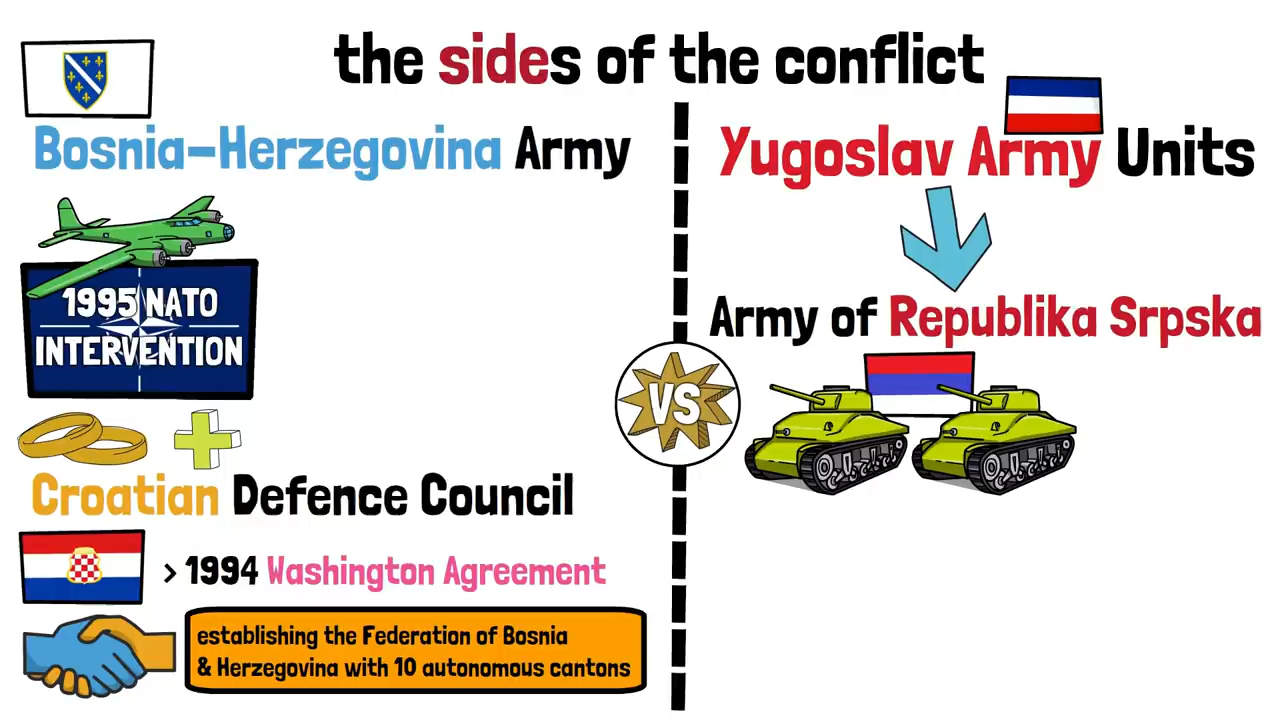 the sides of the conflict
Bosnia-Herzegovina Army
1995 NATO
INTERVENTION
Croatian Defence Council
> 1994 Washington Agreement
establishing the Federation of Bosnia
& Herzegovina with 10 autonomous cantons
VS
Yugoslav Army Units
Army of Republika Srpska